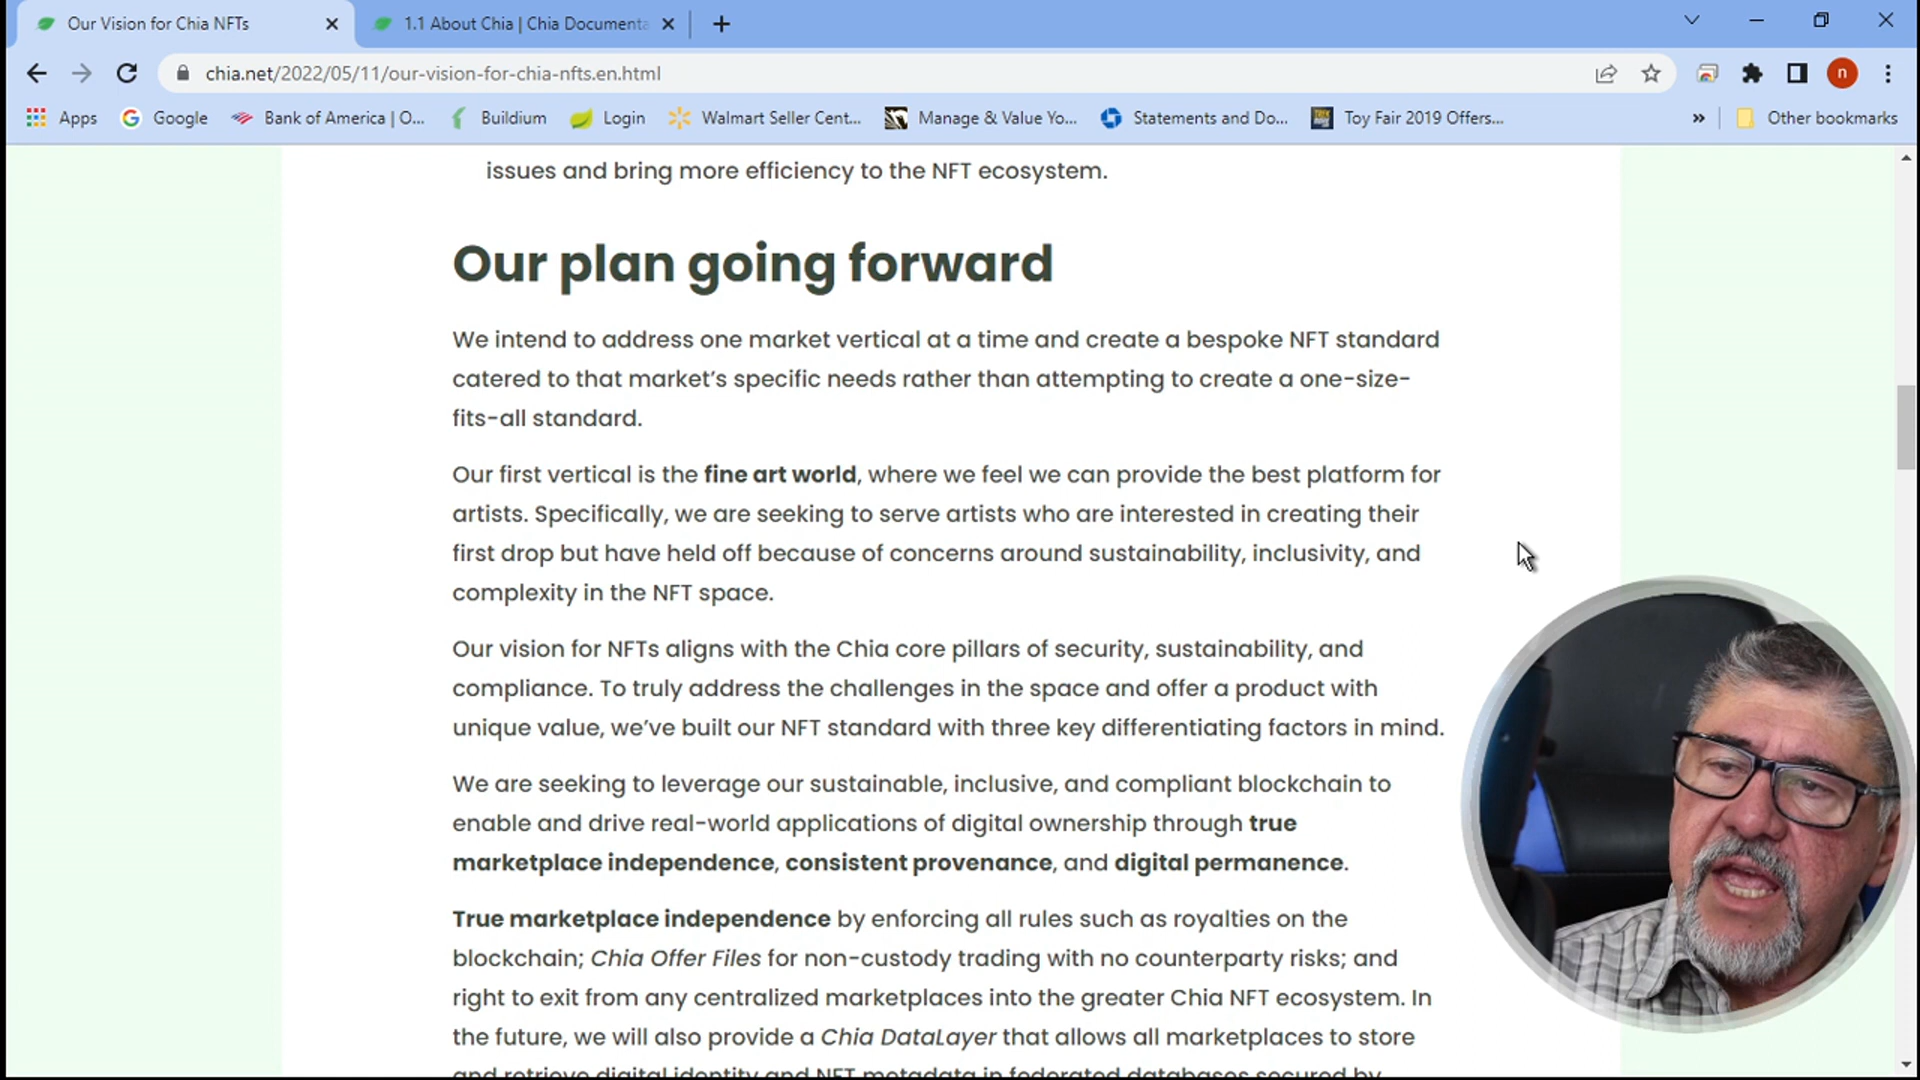 Our Vision for Chia NFTs
1.1 About Chia | Chia Documenta
chia.net/2022/05/11/our-vision-for-chia-nfts.en.html
n
Apps
Google
Bank of America | O...
Buildium
Login
Walmart Seller Cent...
Manage & Value Yo...
Statements and Do...
Toy Fair 2019 Offers...
»
Other bookmarks
issues and bring more efficiency to the NFT ecosystem.
Our plan going forward
We intend to address one market vertical at a time and create a bespoke NFT standard
catered to that market’s specific needs rather than attempting to create a one-size-
fits-all standard.
Our first vertical is the fine art world, where we feel we can provide the best platform for
artists. Specifically, we are seeking to serve artists who are interested in creating their
first drop but have held off because of concerns around sustainability, inclusivity, and
complexity in the NFT space.
Our vision for NFTs aligns with the Chia core pillars of security, sustainability, and
compliance. To truly address the challenges in the space and offer a product with
unique value, we’ve built our NFT standard with three key differentiating factors in mind.
We are seeking to leverage our sustainable, inclusive, and compliant blockchain to
enable and drive real-world applications of digital ownership through true
marketplace independence, consistent provenance, and digital permanence.
True marketplace independence by enforcing all rules such as royalties on the
blockchain; Chia Offer Files for non-custody trading with no counterparty risks; and
right to exit from any centralized marketplaces into the greater Chia NFT ecosystem. In
the future, we will also provide a Chia DataLayer that allows all marketplaces to store
and retrieve digital identity and NFT metadata in federated databases secured by